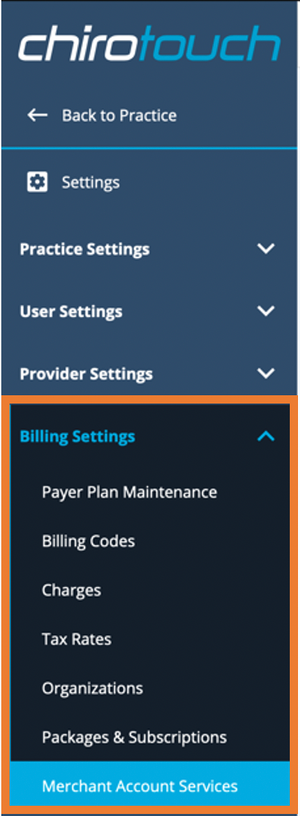 chirotouch
Back to Practice
Settings
Practice Settings
User Settings
Provider Settings
Billing Settings
Payer Plan Maintenance
Billing Codes
Charges
Tax Rates
Organizations
Packages & Subscriptions
Merchant Account Services